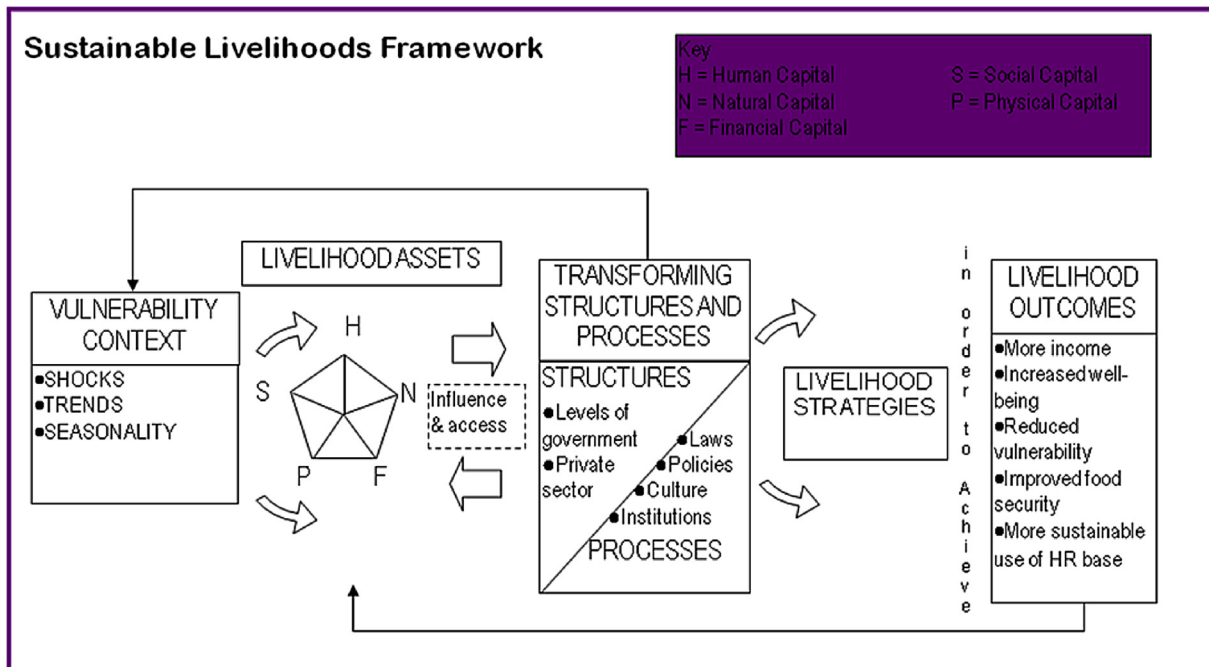 Sustainable Livelihoods Framework
Key
H = Human Capital
S = Social Capital
N = Natural Capital
P = Physical Capital
F = Financial Capital
LIVELIHOOD ASSETS
VULNERABILITY
CONTEXT
●SHOCKS
●TRENDS
●SEASONALITY
H
S
N
P
F
Influence
& access
TRANSFORMING
STRUCTURES AND
PROCESSES
STRUCTURES
●Levels of
government
●Private
sector
●Laws
●Policies
●Culture
●Institutions
PROCESSES
LIVELIHOOD
STRATEGIES
in order to Achieve
LIVELIHOOD
OUTCOMES
●More income
●Increased well-
being
●Reduced
vulnerability
●Improved food
security
●More sustainable
use of HR base